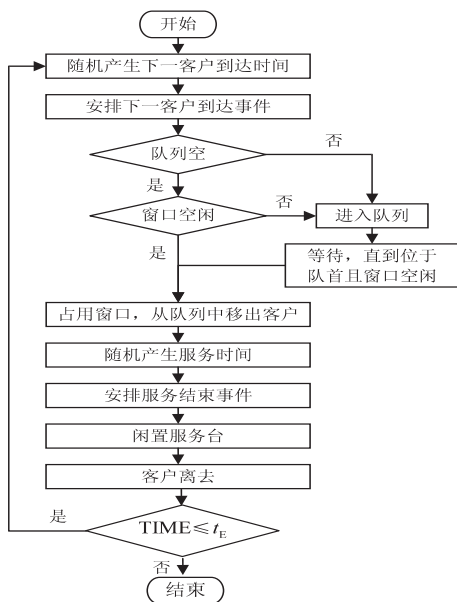 开始
随机产生下一客户到达时间
安排下一客户到达事件
队列空
否
是
窗口空闲
否
进入队列
是
等待，直到位于
队首且窗口空闲
占用窗口，从队列中移出客户
随机产生服务时间
安排服务结束事件
闲置服务台
客户离去
是
TIME≤tE
否
结束